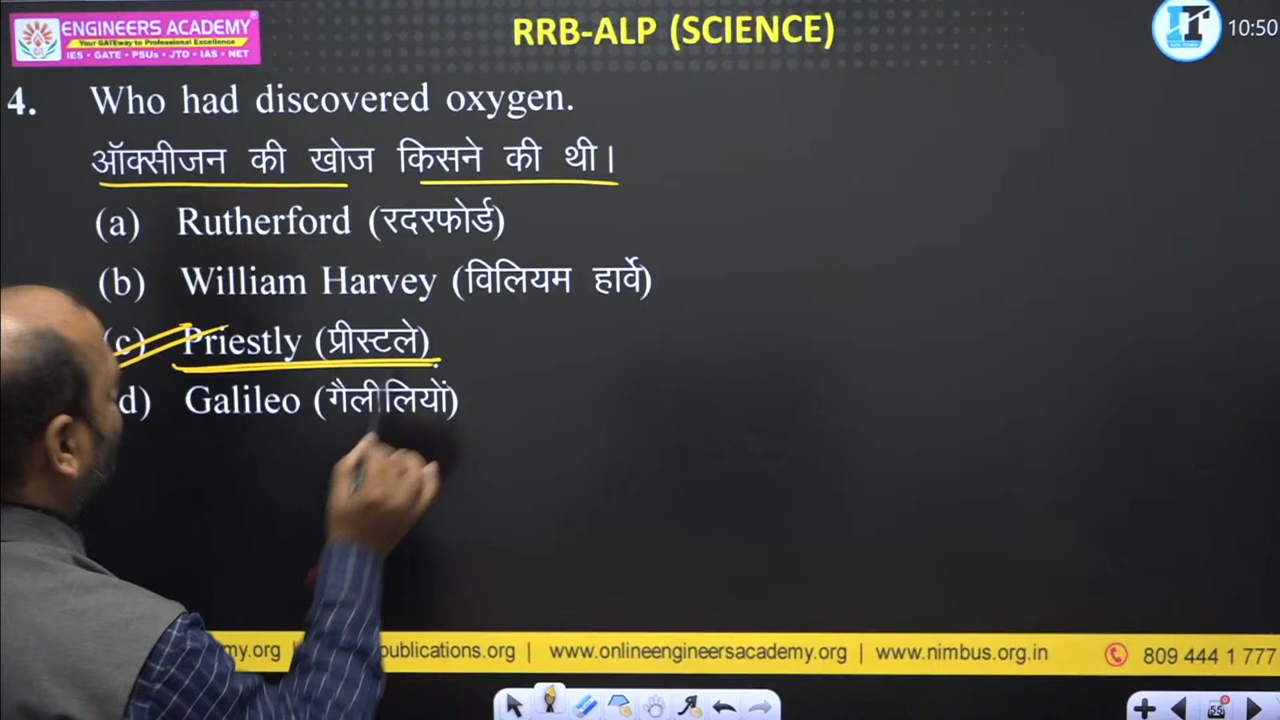 ENGINEERS ACADEMY
Your GATEway to Professional Excellence
IES • GATE • PSUs • JTO • IAS • NET
RRB-ALP (SCIENCE)
10:50
4. Who had discovered oxygen.
ऑक्सीजन की खोज किसने की थी।
(a) Rutherford (रदरफोर्ड)
(b) William Harvey (विलियम हार्वे)
(c) Priestly (प्रीस्टले)
d) Galileo (गैलीलियों)
my.org | publications.org | www.onlineengineersacademy.org | www.nimbus.org.in 809 444 1 777